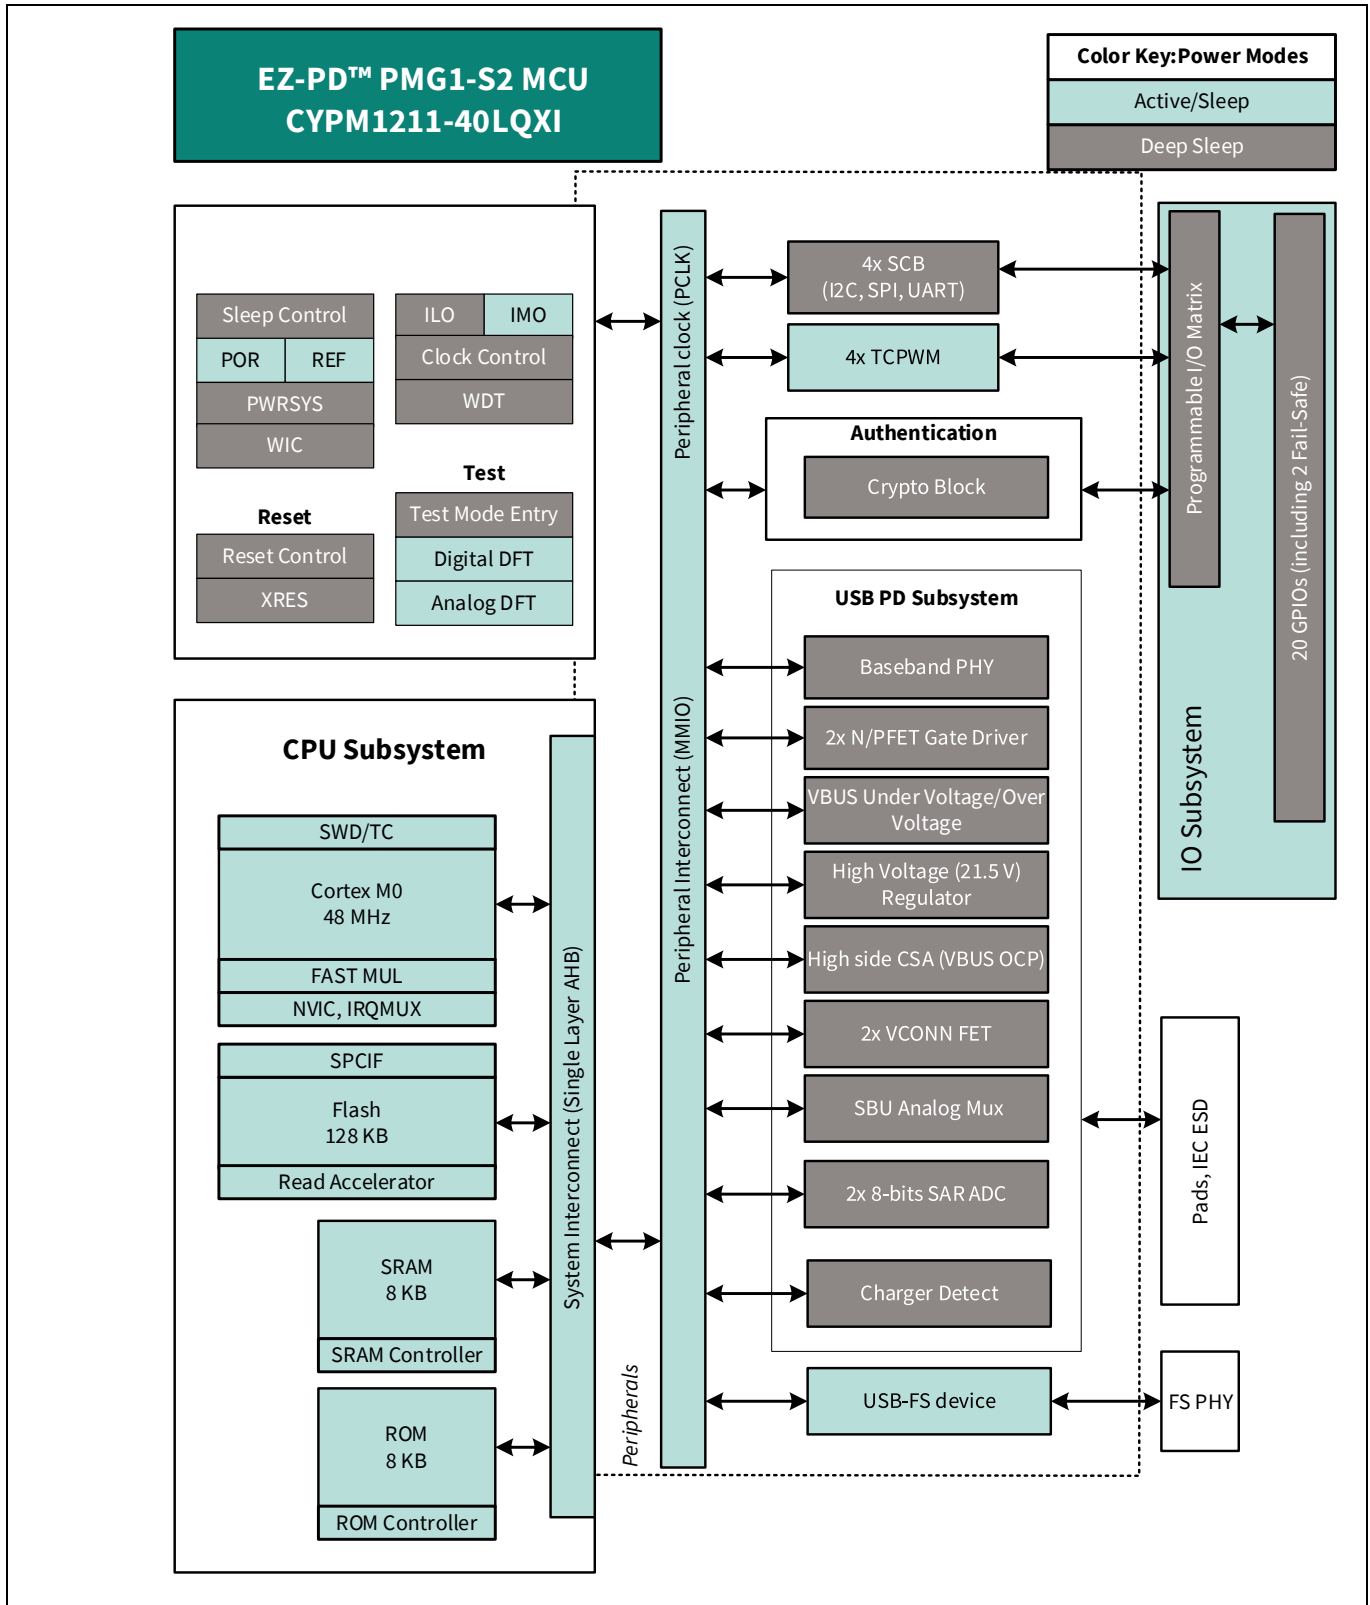 EZ-PD™ PMG1-S2 MCU
CYPM1211-40LQXI
Color Key:Power Modes
Active/Sleep
Deep Sleep
Sleep Control
POR
REF
PWRSYS
WIC
ILO
IMO
Clock Control
WDT
Test
Test Mode Entry
Digital DFT
Analog DFT
Reset
Reset Control
XRES
CPU Subsystem
SWD/TC
Cortex M0
48 MHz
FAST MUL
NVIC, IRQMUX
SPCIF
Flash
128 KB
Read Accelerator
SRAM
8 KB
SRAM Controller
ROM
8 KB
ROM Controller
System Interconnect (Single Layer AHB)
Peripherals
Peripheral clock (PCLK)
Peripheral Interconnect (MMIO)
4x SCB
(I2C, SPI, UART)
4x TCPWM
Authentication
Crypto Block
USB PD Subsystem
Baseband PHY
2x N/PFET Gate Driver
VBUS Under Voltage/Over
Voltage
High Voltage (21.5 V)
Regulator
High side CSA (VBUS OCP)
2x VCONN FET
SBU Analog Mux
2x 8-bits SAR ADC
Charger Detect
USB-FS device
Programmable I/O Matrix
20 GPIOs (including 2 Fail-Safe)
IO Subsystem
Pads, IEC ESD
FS PHY